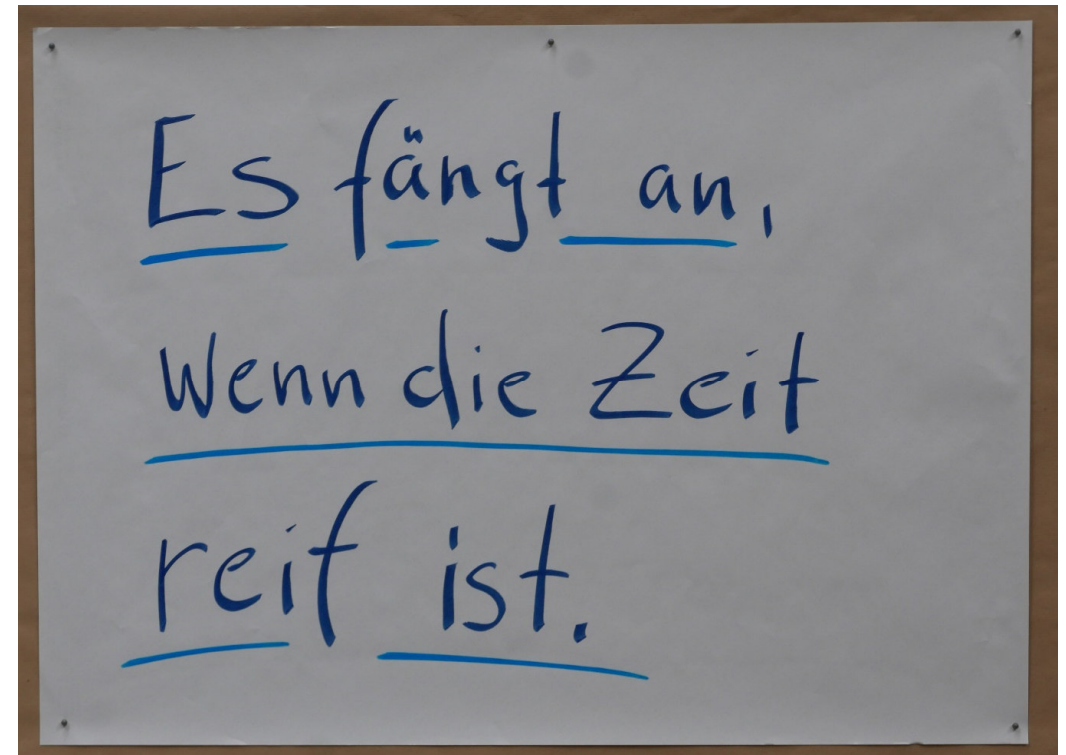 Es fängt an,
wenn die Zeit
reif ist.